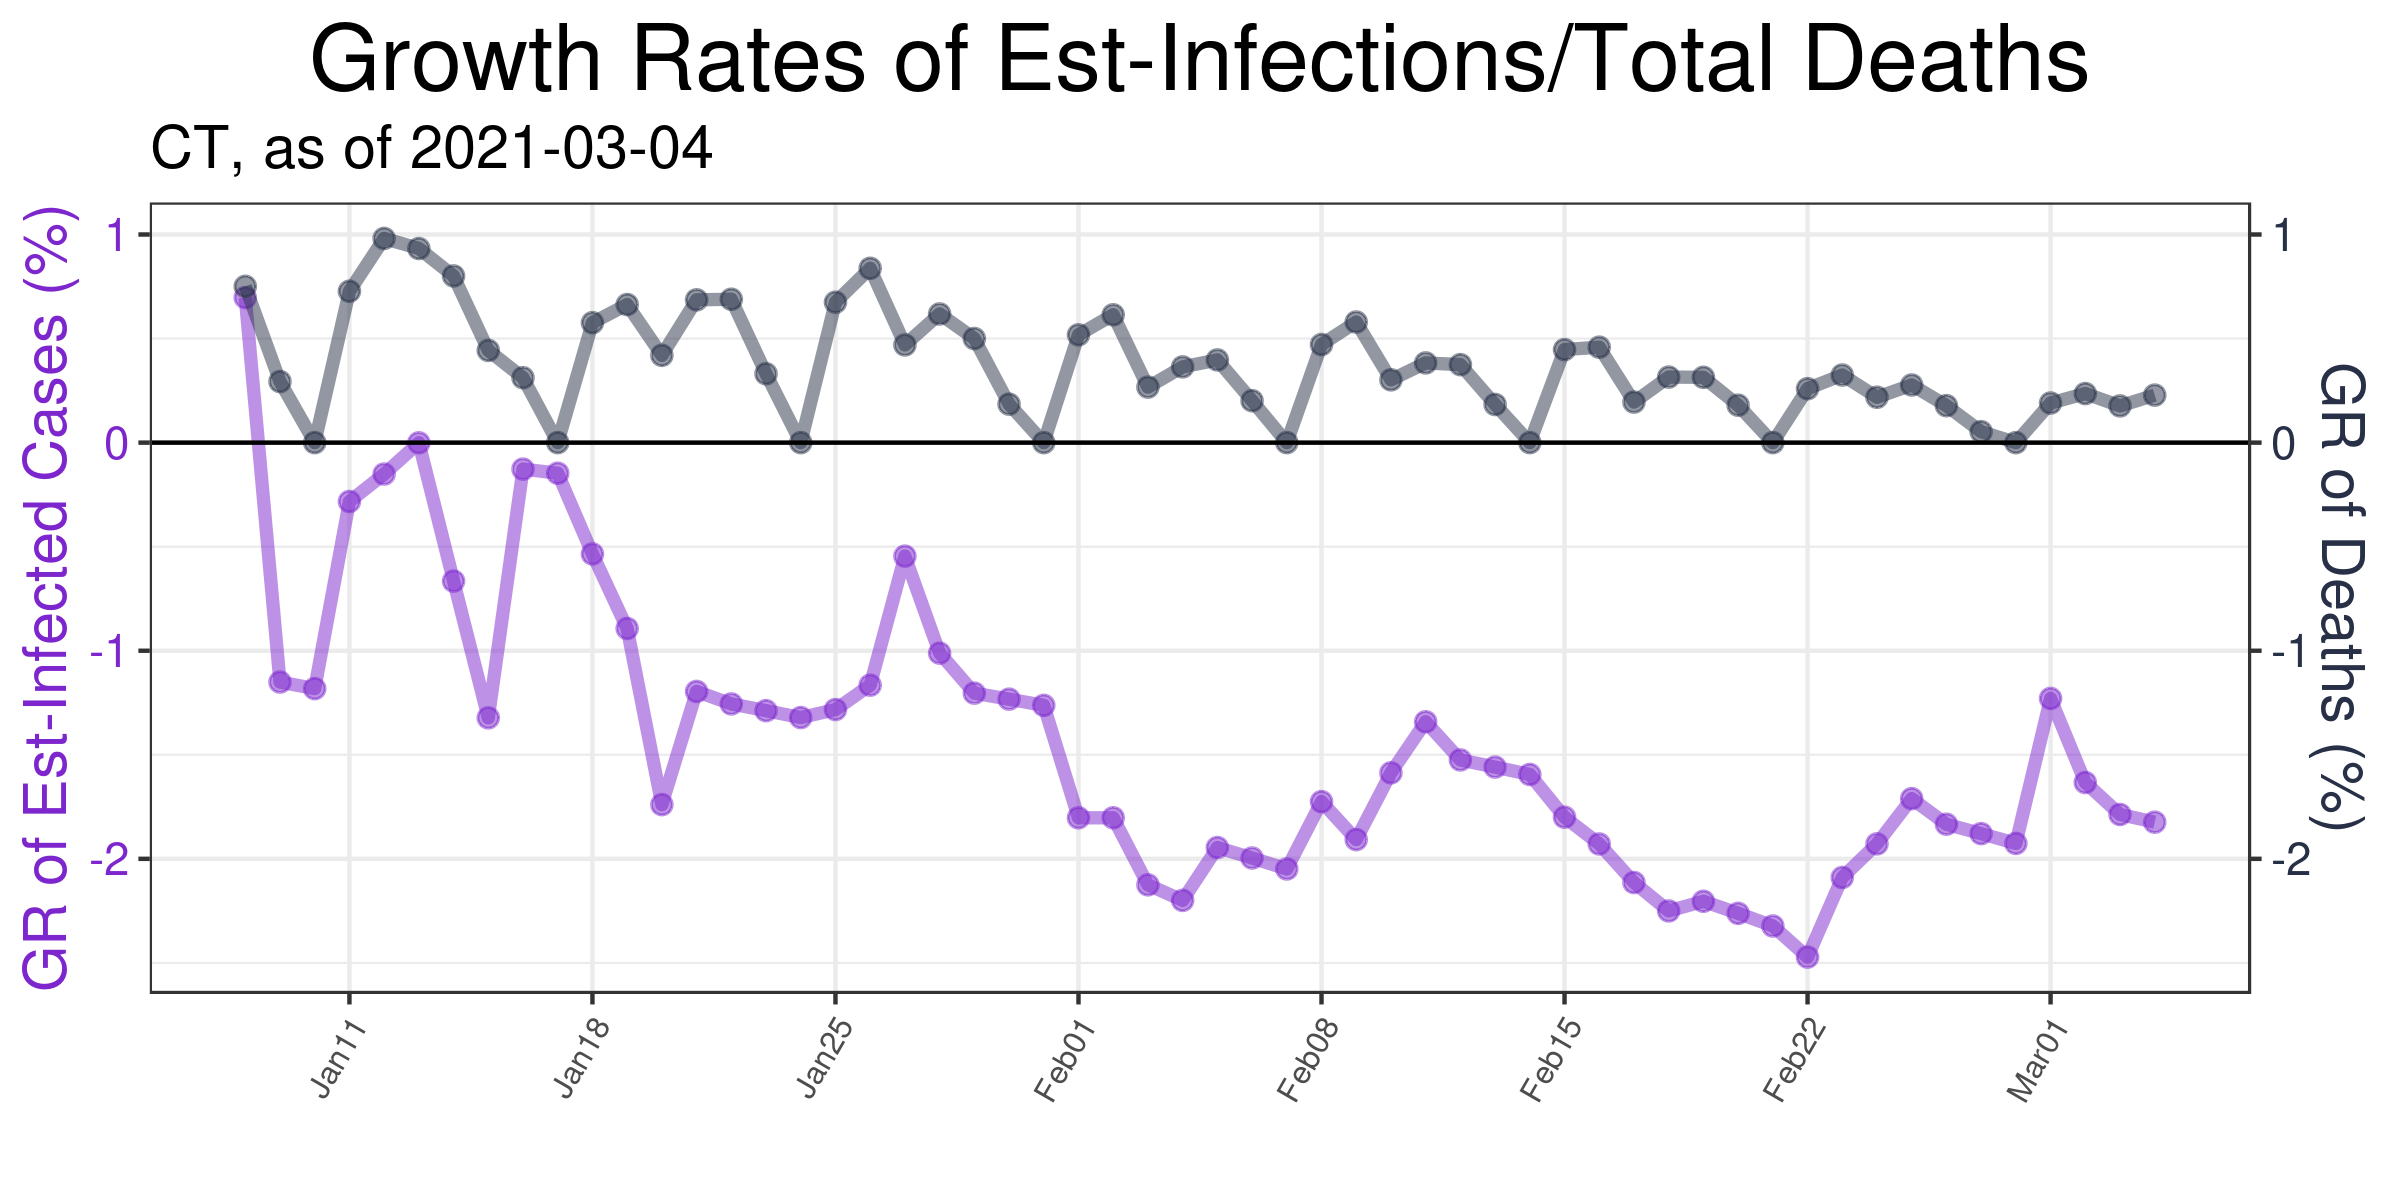 Growth Rates of Est-Infections/Total Deaths
CT, as of 2021-03-04
GR of Est-Infected Cases (%)
1
0
-1
-2
1
0
-1
-2
GR of Deaths (%)
Jan11
Jan18
Jan25
Feb01
Feb08
Feb15
Feb22
Mar01